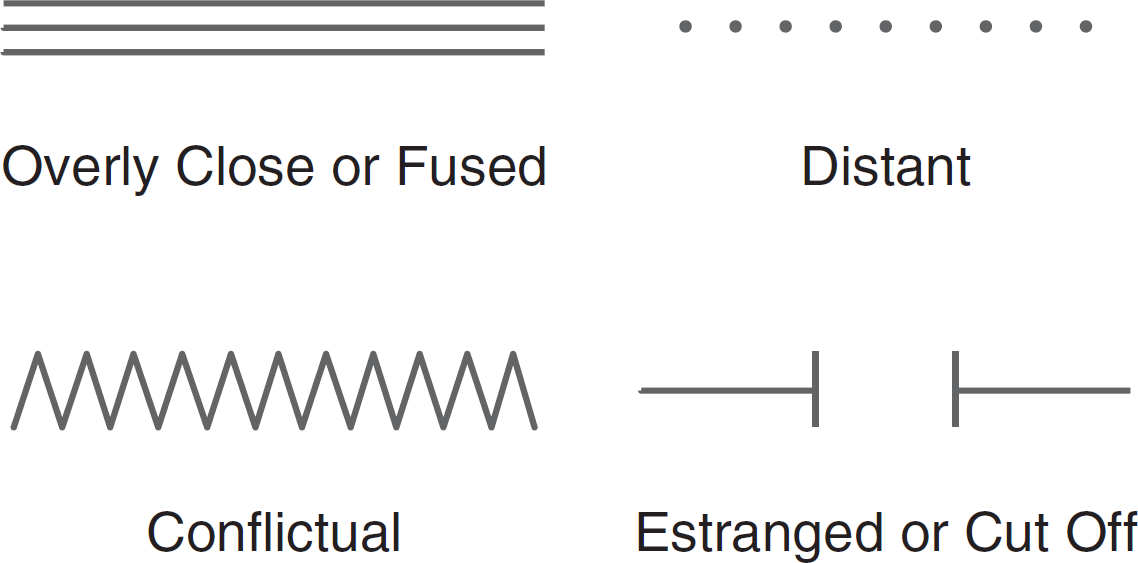 Overly Close or Fused
Distant
Conflictual
Estranged or Cut Off